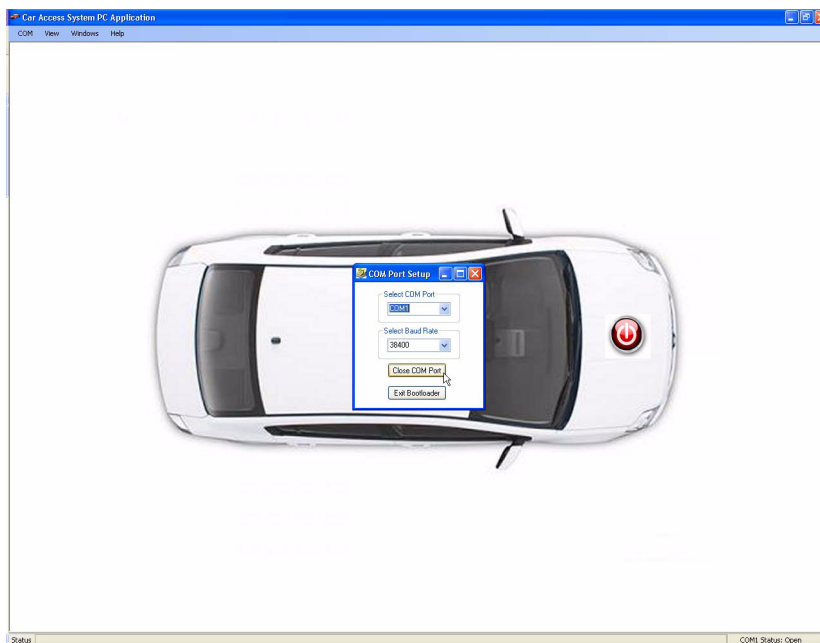 Car Access System PC Application
COM View Windows Help
COM Port Setup
Select COM Port
COM1
Select Baud Rate
38400
Close COM Port
Exit Bootloader
Status
COM1 Status: Open